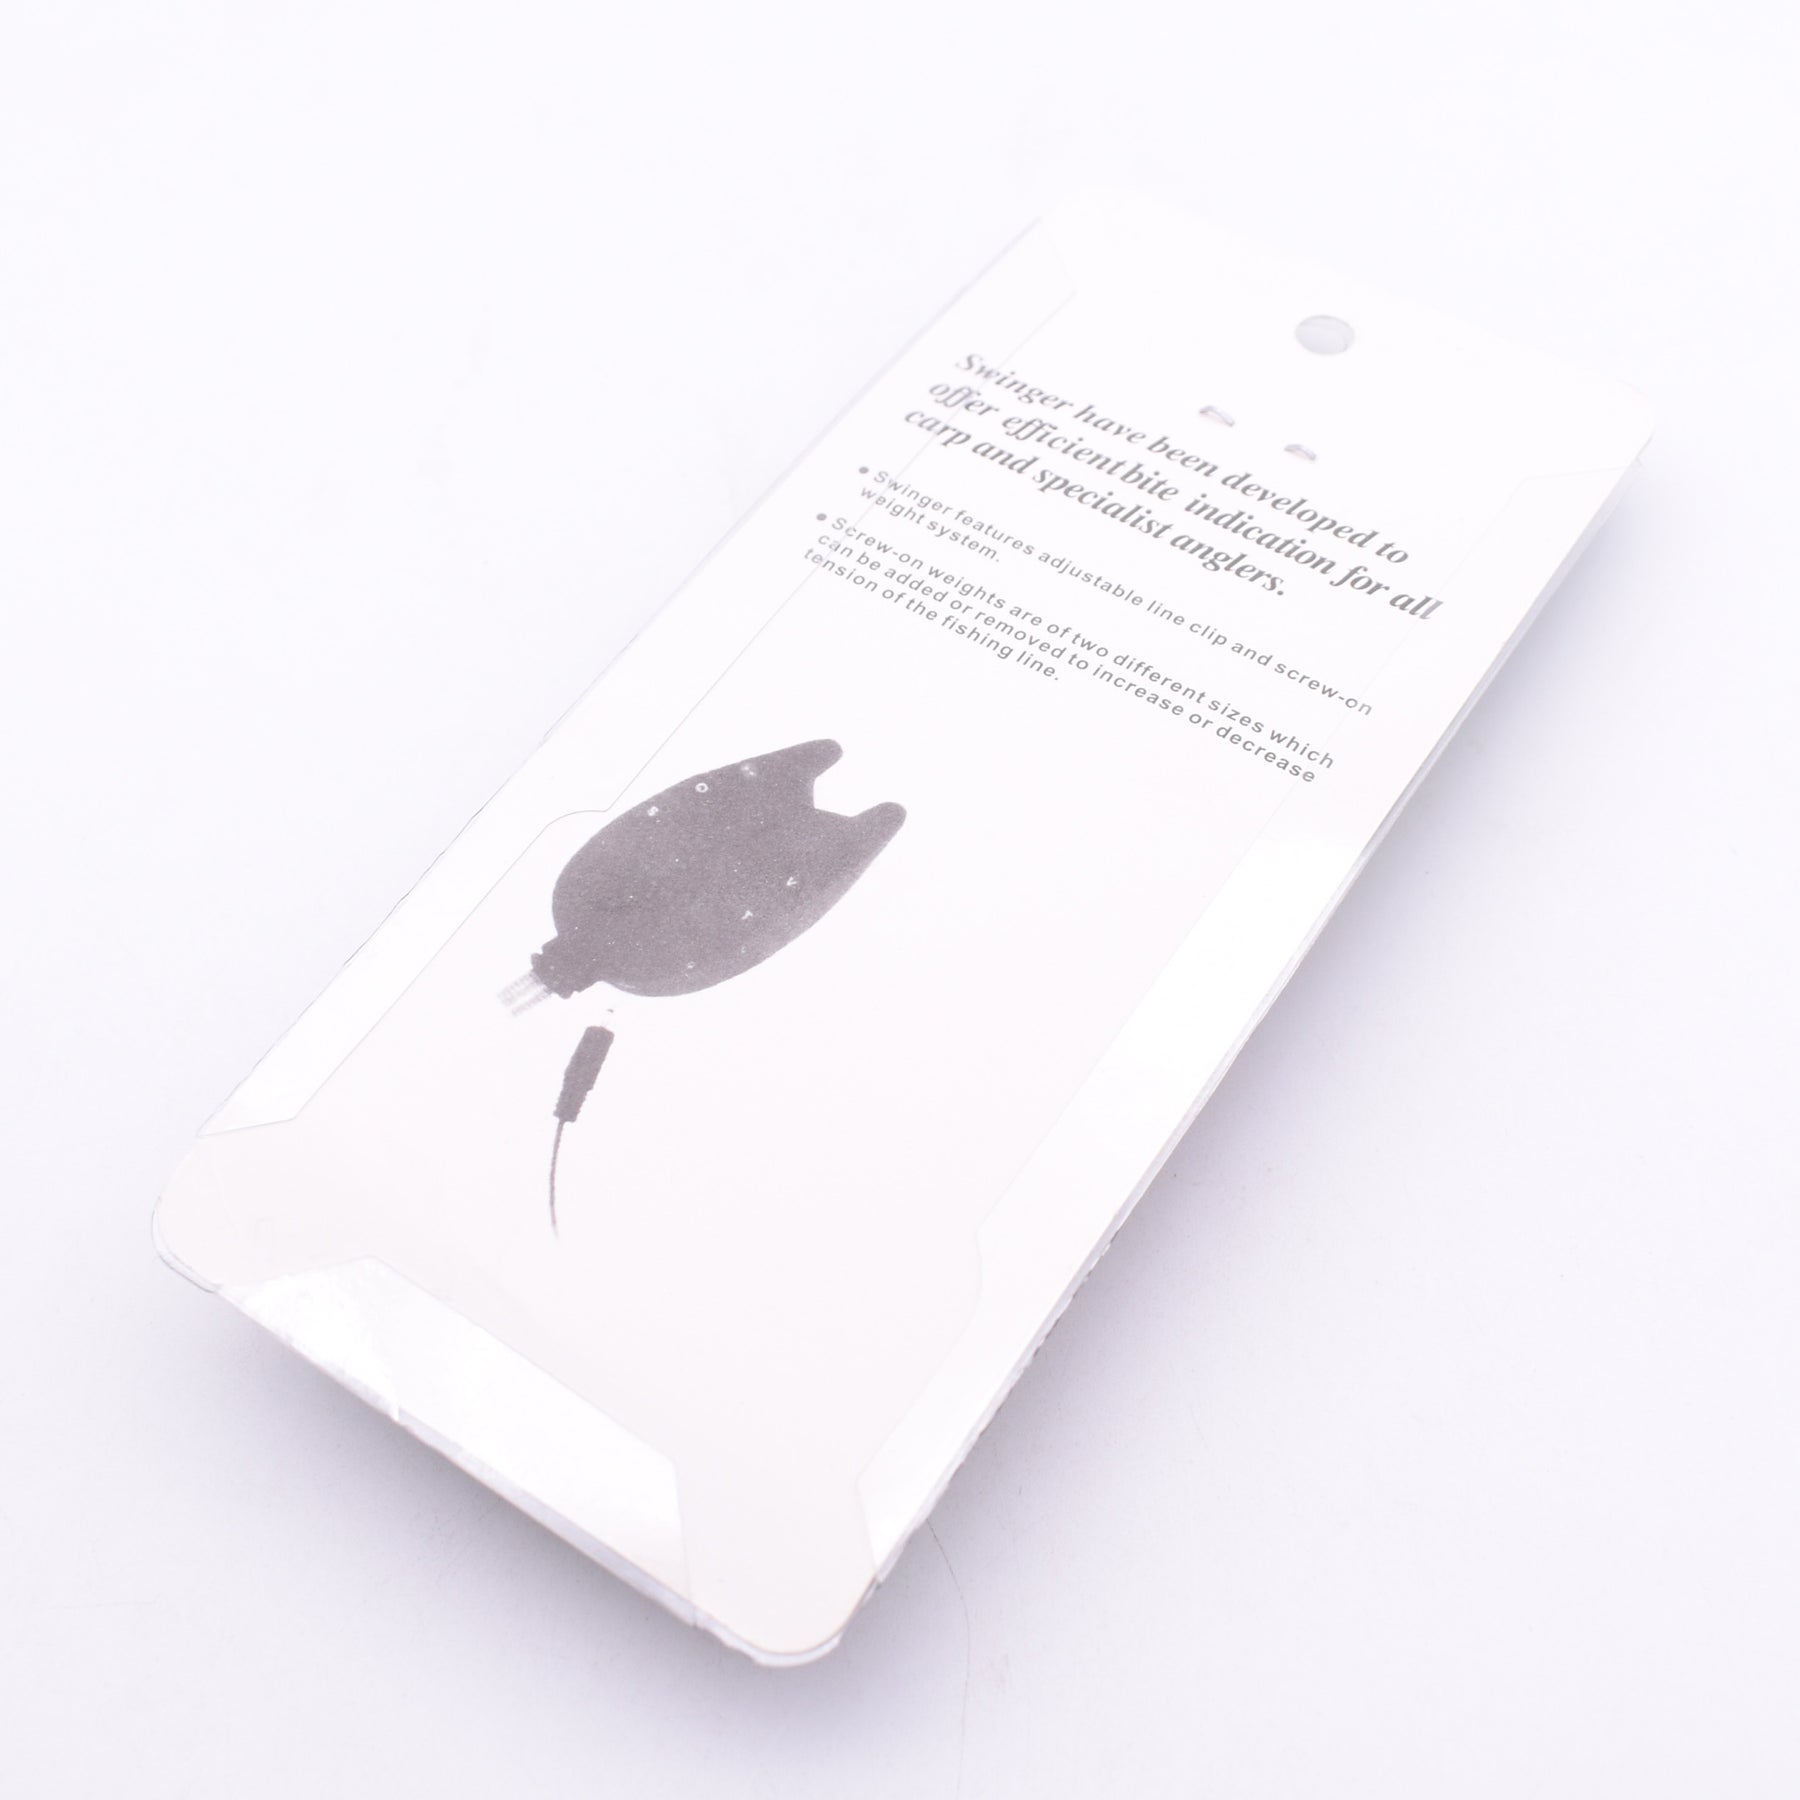 Swinger have been developed to
offer efficientbite indication for all
carp and specialist anglers.
• Swinger features adjustable line clip and screw-on
weight system.
• Screw-on weights are of two different sizes which
can be added or removed to increase or decrease
tension of the fishing line.
S
V
T